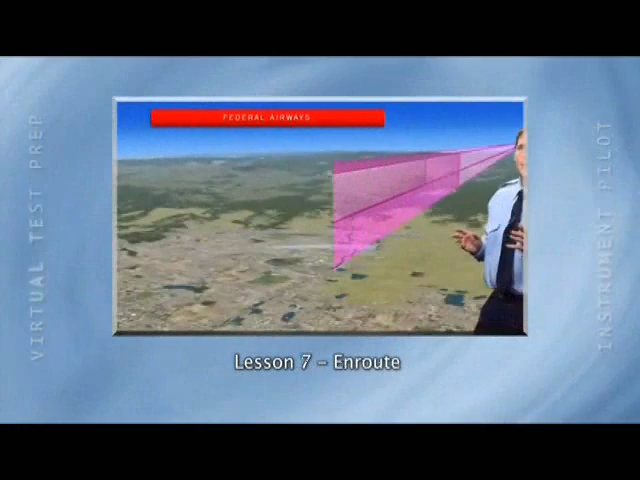 FEDERAL AIRWAYS
VIRTUAL TEST PREP
INSTRUMENT PILOT
Lesson 7 – Enroute